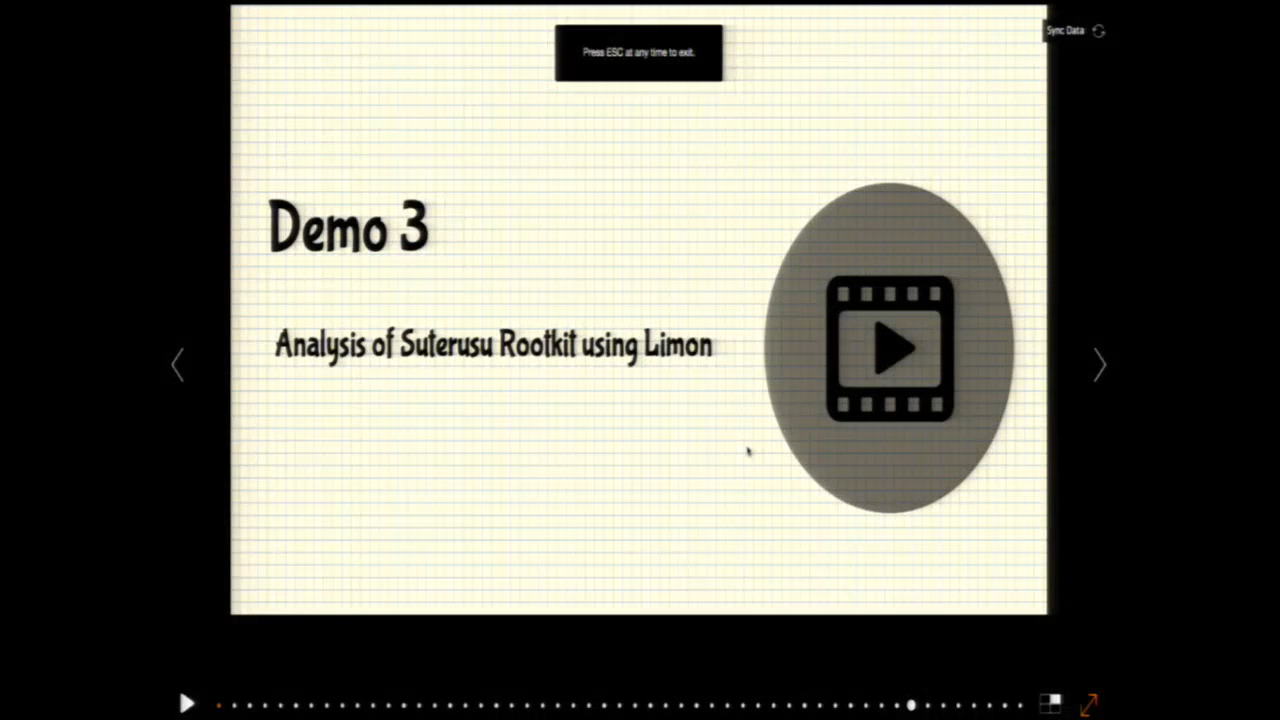 Press ESC at any time to exit.
Sync Data
Demo 3
Analysis of Suterusu Rootkit using Limon